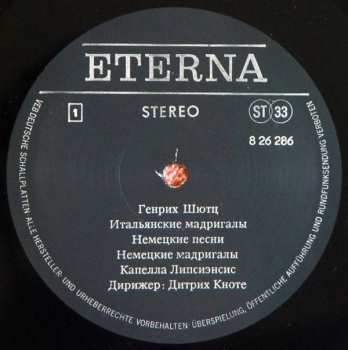 ETERNA
1 STEREO ST 33
8 26 286
Генрих Шютц
Итальянские мадригалы
Немецкие песни
Немецкие мадригалы
Капелла Липсиэнсис
Дирижер: Дитрих Кноте
VEB DEUTSCHE SCHALLPLATTEN ALLE HERSTELLER- UND URHEBERRECHTE VORBEHALTEN ÜBERSPIELUNG, ÖFFENTLICHE AUFFÜHRUNG UND RUNDFUNKSENDUNG VERBOTEN